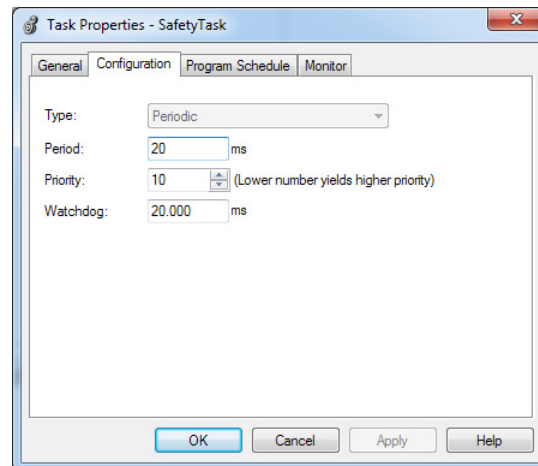 Task Properties - SafetyTask
General Configuration Program Schedule Monitor
Type: Periodic
Period: 20 ms
Priority: 10 (Lower number yields higher priority)
Watchdog: 20.000 ms
OK Cancel Apply Help